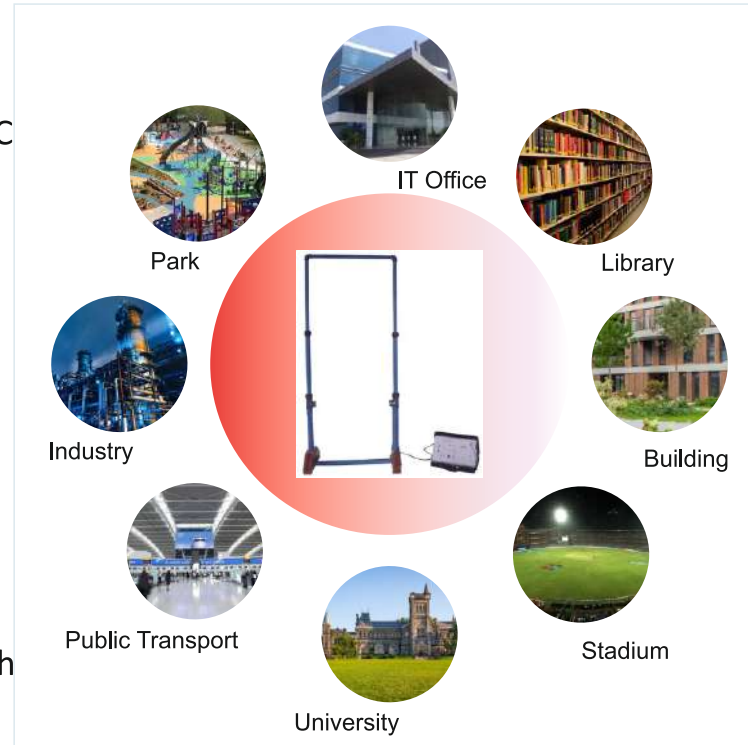 C
IT Office
Park
Library
Industry
Building
Public Transport
Stadium
h
University